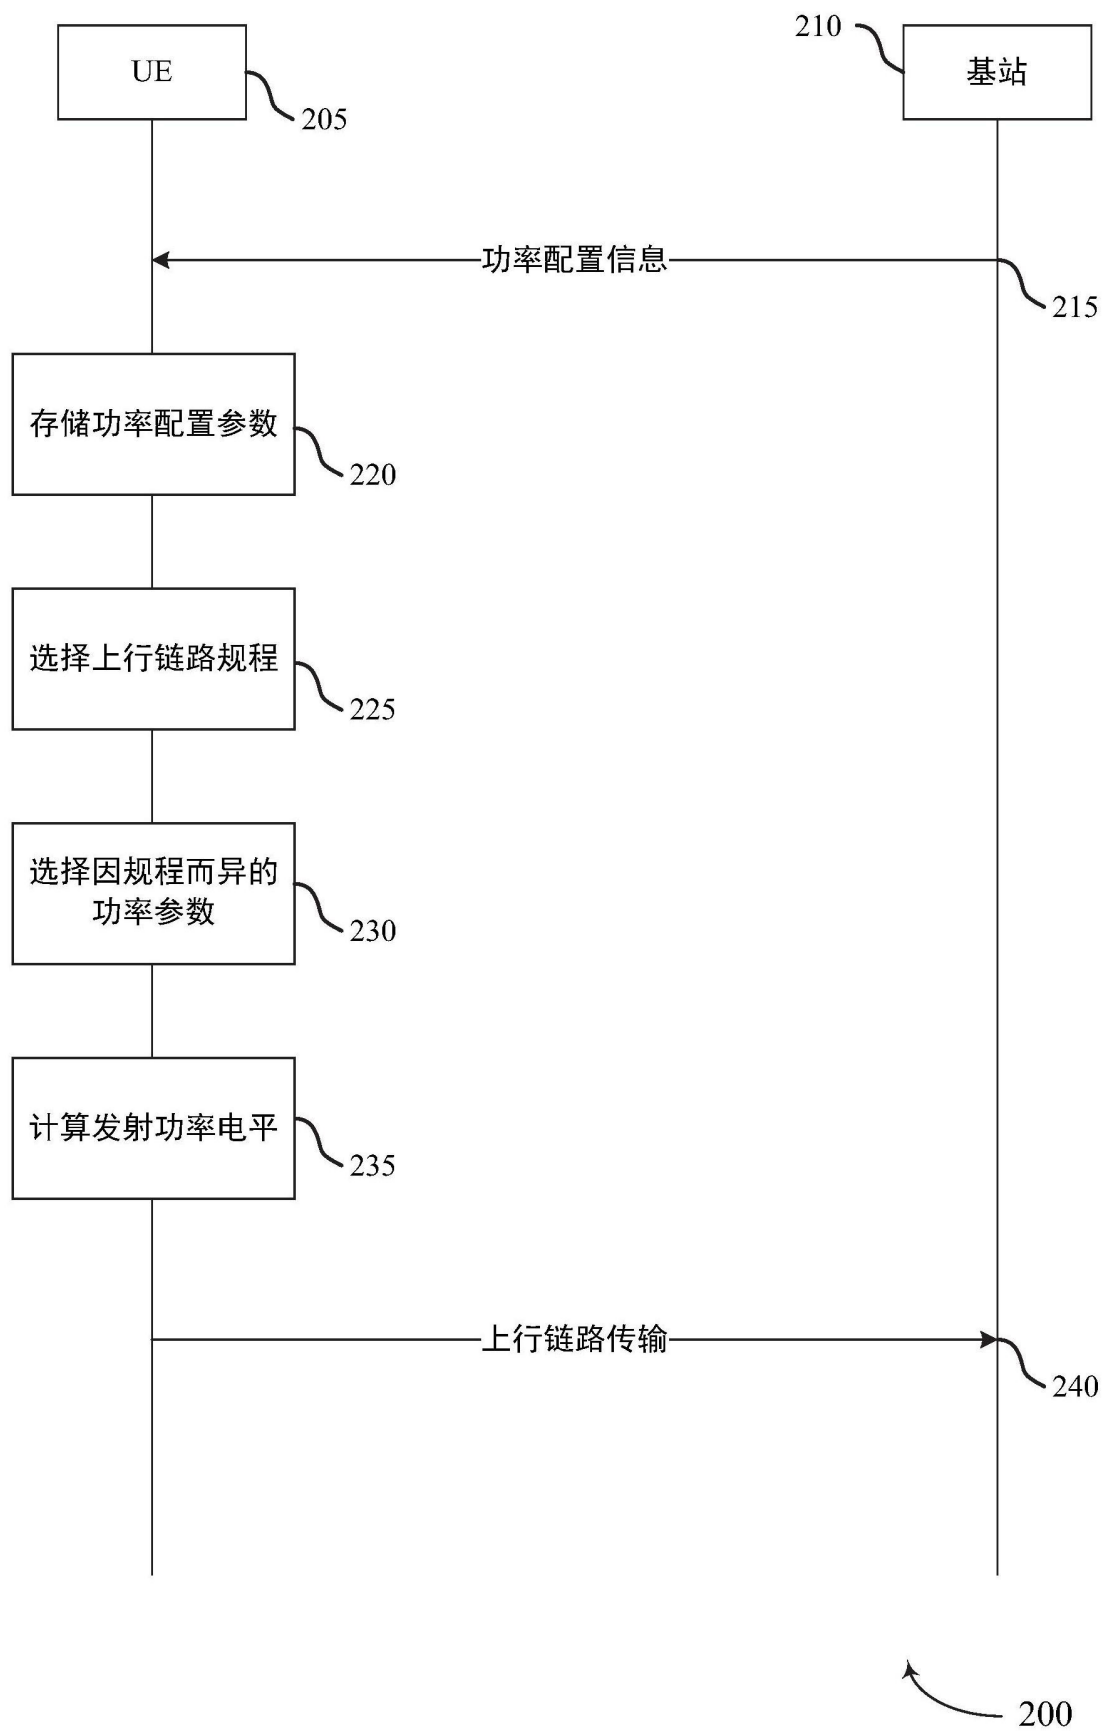 UE
205
210
基站
功率配置信息
215
存储功率配置参数
220
选择上行链路规程
225
选择因规程而异的
功率参数
230
计算发射功率电平
235
上行链路传输
240
200